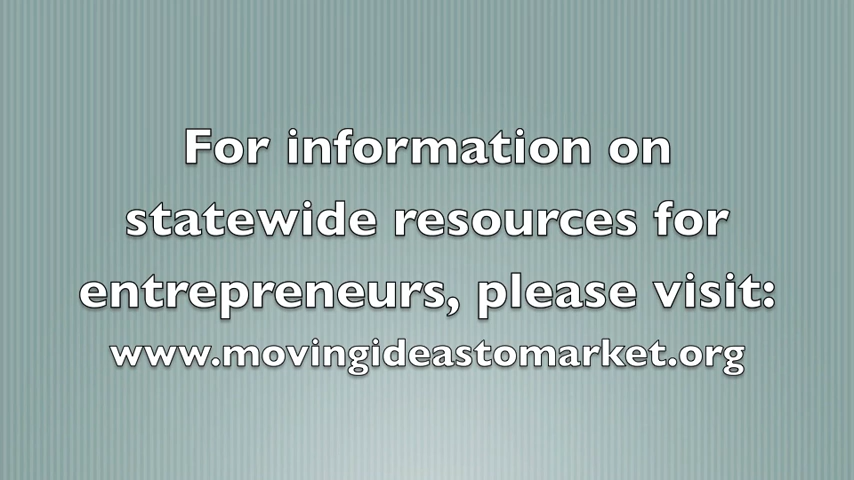 For information on
statewide resources for
entrepreneurs, please visit:
www.movingideastomarket.org